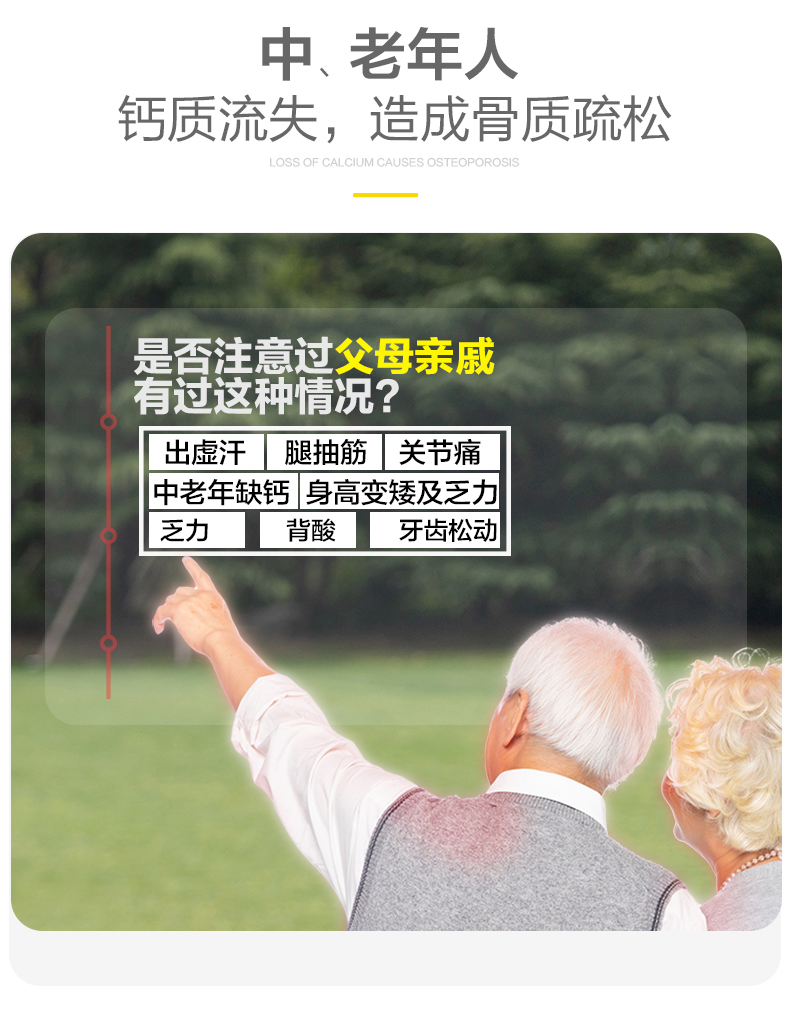 中、老年人
钙质流失，造成骨质疏松
LOSS OF CALCIUM CAUSES OSTEOPOROSIS
是否注意过父母亲戚
有过这种情况？
出虚汗 腿抽筋 关节痛
中老年缺钙 身高变矮及乏力
乏力 背酸 牙齿松动